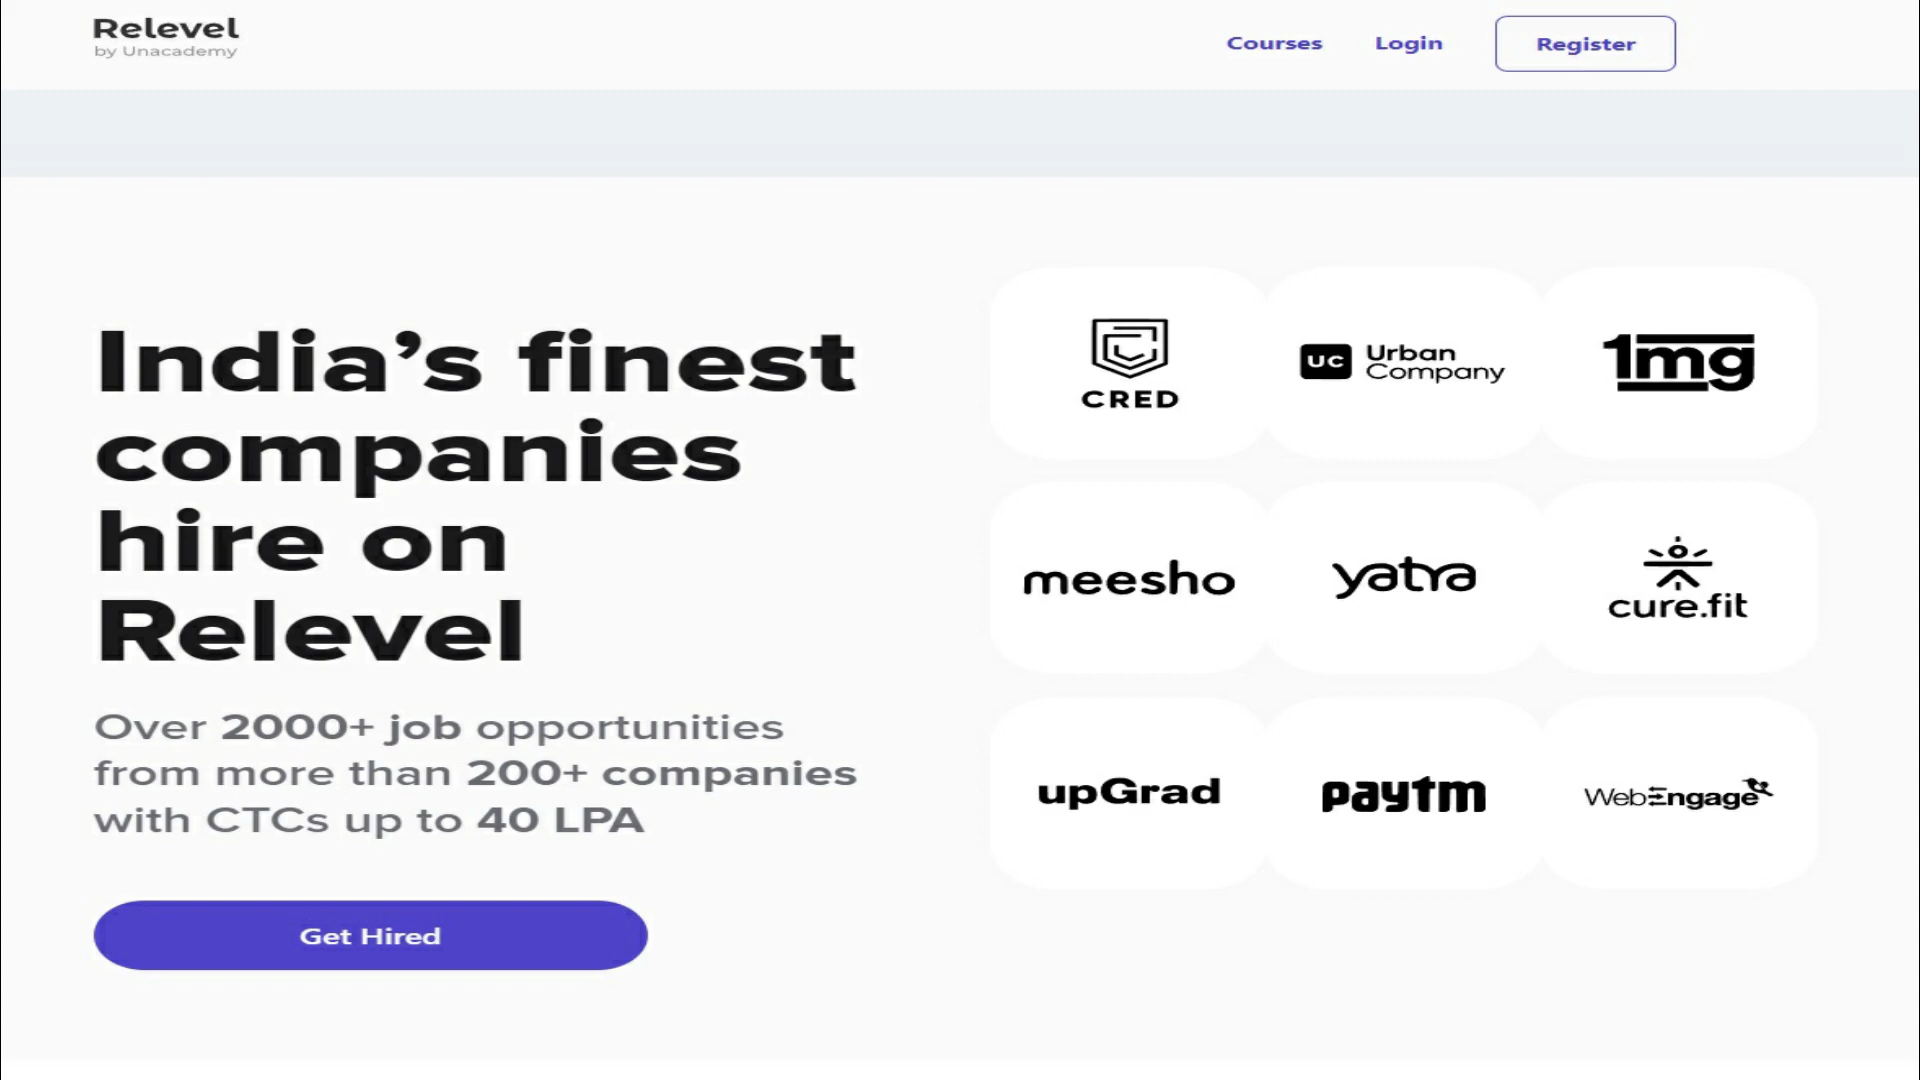 Relevel
by Unacademy
Courses Login Register
India’s finest
companies
hire on
Relevel
Over 2000+ job opportunities
from more than 200+ companies
with CTCs up to 40 LPA
Get Hired
CRED
UC Urban Company
1mg
meesho
yatra
cure.fit
upGrad
paytm
WebEngage